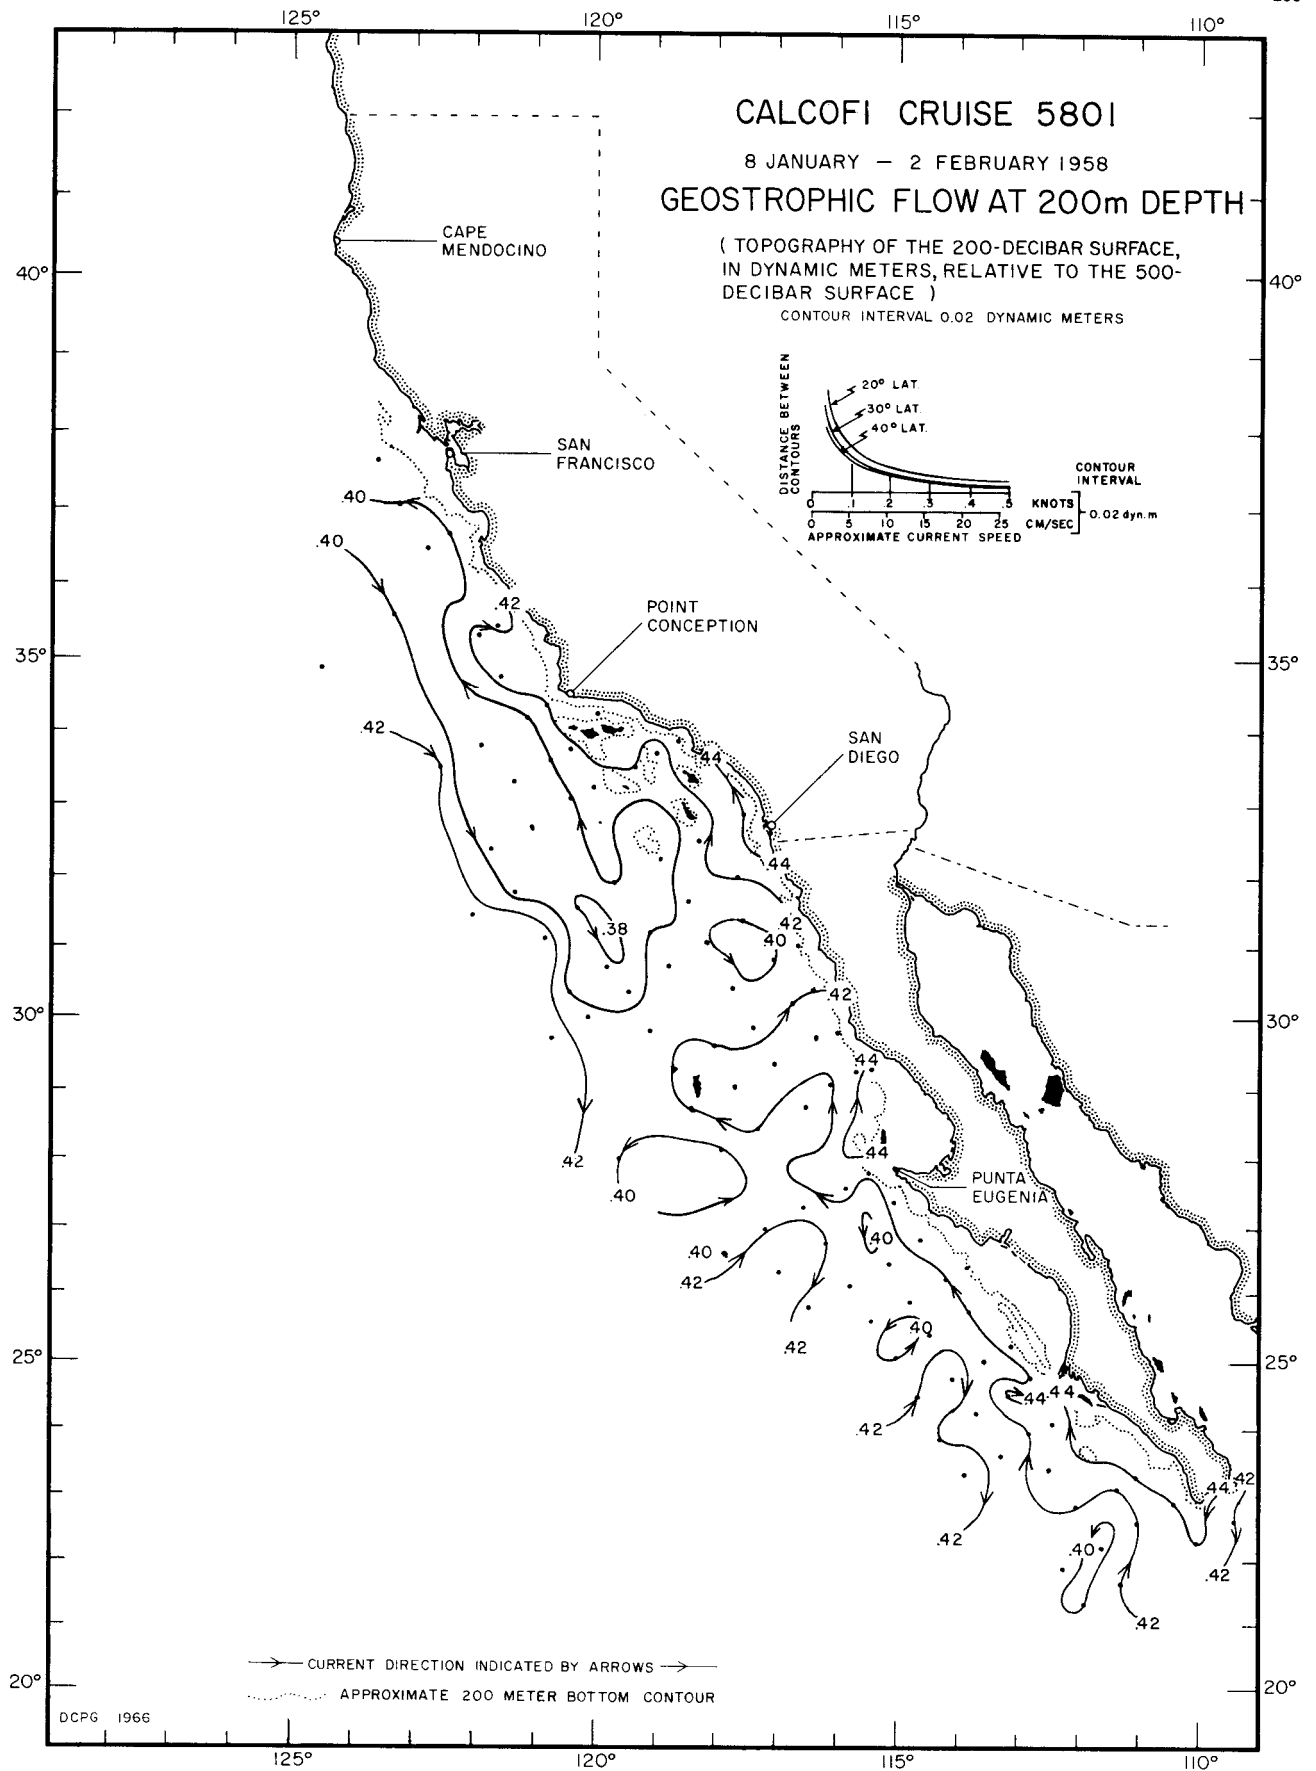 125°
120°
115°
110°
CALCOFI CRUISE 5801
8 JANUARY — 2 FEBRUARY 1958
GEOSTROPHIC FLOW AT 200m DEPTH
( TOPOGRAPHY OF THE 200-DECIBAR SURFACE,
IN DYNAMIC METERS, RELATIVE TO THE 500-
DECIBAR SURFACE )
CONTOUR INTERVAL 0.02 DYNAMIC METERS
CAPE
MENDOCINO
40°
40°
DISTANCE BETWEEN
CONTOURS
20° LAT.
30° LAT.
40° LAT.
CONTOUR
INTERVAL
0 .1 .2 .3 .4 .5 KNOTS
0 5 10 15 20 25 CM/SEC
0.02 dyn.m
APPROXIMATE CURRENT SPEED
SAN
FRANCISCO
.40
.40
.42
POINT
CONCEPTION
35°
35°
.42
SAN
DIEGO
.44
.44
.42
.38
.40
.42
30°
30°
.44
.44
.42
PUNTA
EUGENIA
.40
.40
.40
.42
.42
.40
25°
25°
.44
.44
.42
.44
.42
.42
.40
.42
.42
CURRENT DIRECTION INDICATED BY ARROWS
APPROXIMATE 200 METER BOTTOM CONTOUR
20°
20°
DCPG 1966
125°
120°
115°
110°